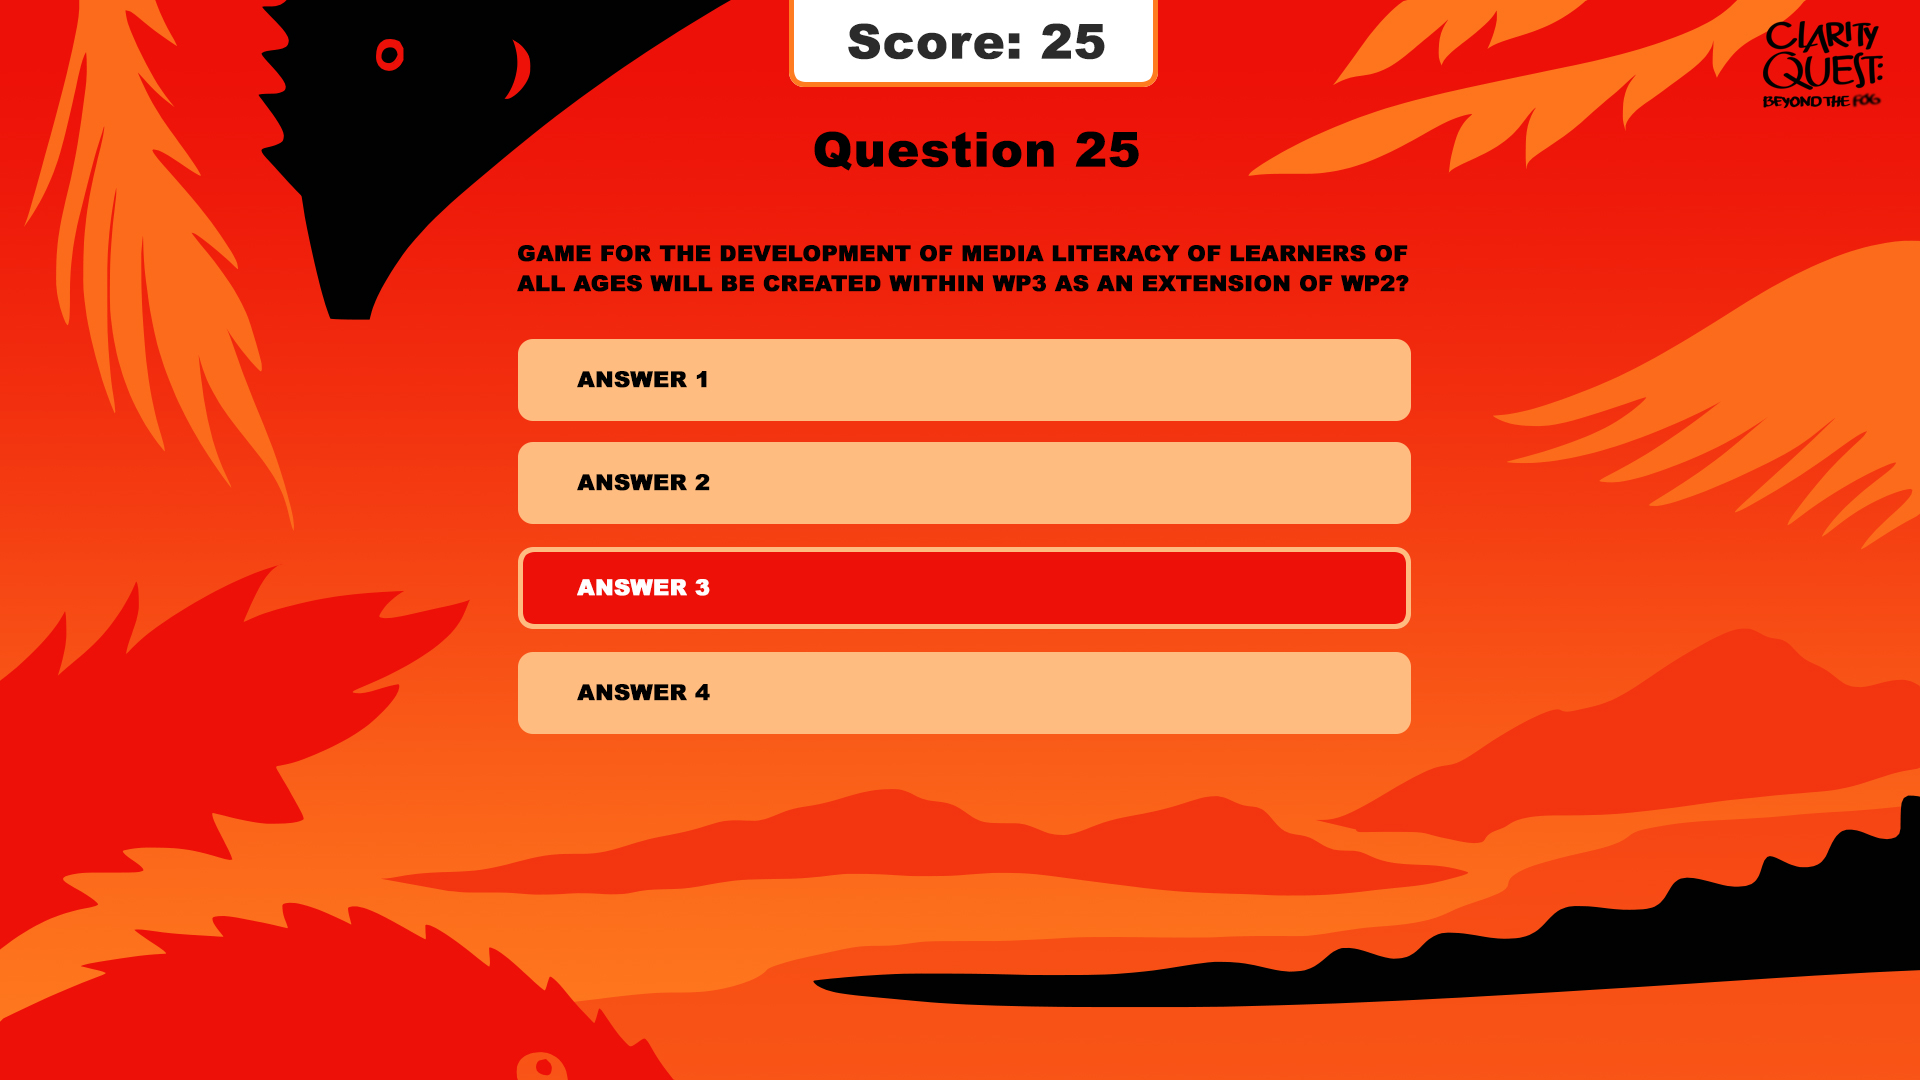 Score: 25
CLARITY
QUEST:
BEYOND THE FOG
Question 25
GAME FOR THE DEVELOPMENT OF MEDIA LITERACY OF LEARNERS OF
ALL AGES WILL BE CREATED WITHIN WP3 AS AN EXTENSION OF WP2?
ANSWER 1
ANSWER 2
ANSWER 3
ANSWER 4